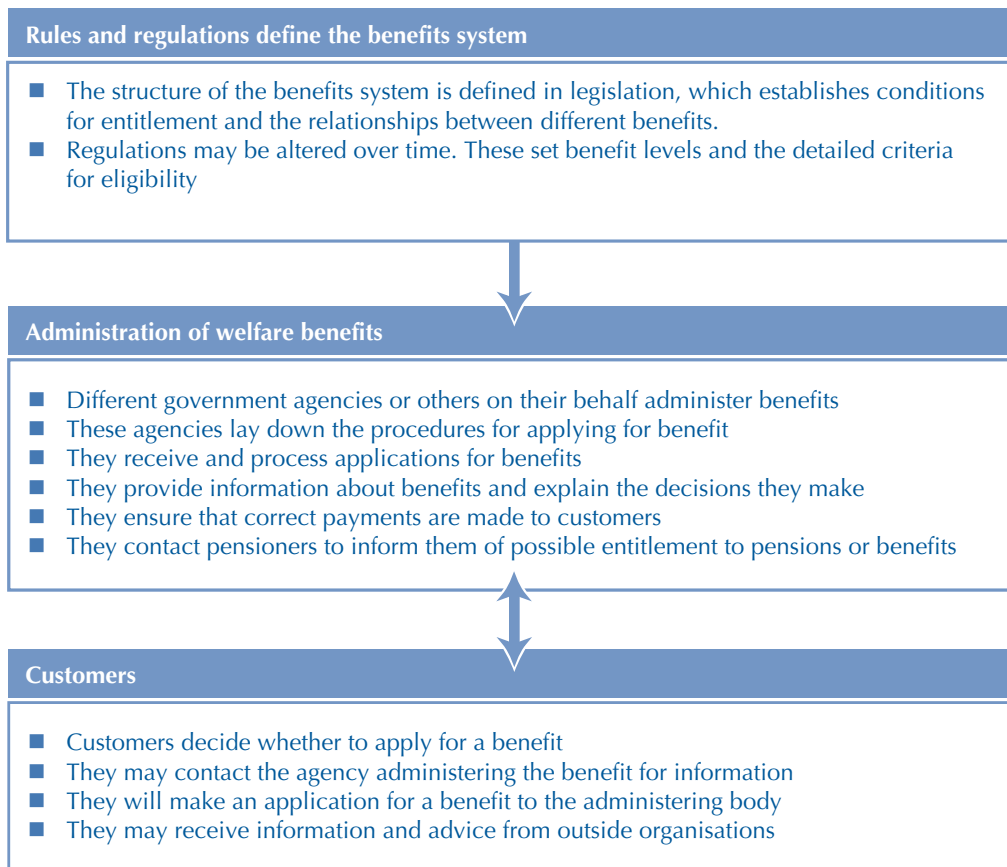 Rules and regulations define the benefits system
■ The structure of the benefits system is defined in legislation, which establishes conditions
for entitlement and the relationships between different benefits.
■ Regulations may be altered over time. These set benefit levels and the detailed criteria
for eligibility
Administration of welfare benefits
■ Different government agencies or others on their behalf administer benefits
■ These agencies lay down the procedures for applying for benefit
■ They receive and process applications for benefits
■ They provide information about benefits and explain the decisions they make
■ They ensure that correct payments are made to customers
■ They contact pensioners to inform them of possible entitlement to pensions or benefits
Customers
■ Customers decide whether to apply for a benefit
■ They may contact the agency administering the benefit for information
■ They will make an application for a benefit to the administering body
■ They may receive information and advice from outside organisations